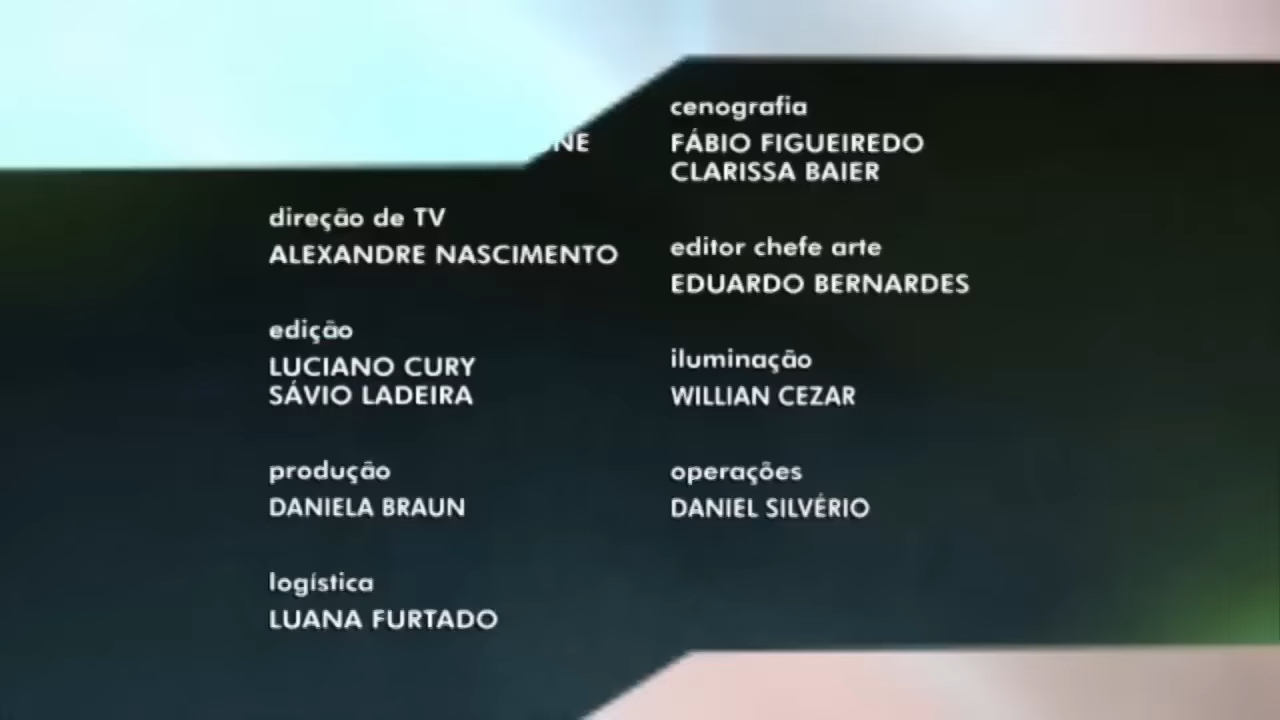 direção de TV
ALEXANDRE NASCIMENTO
edição
LUCIANO CURY
SÁVIO LADEIRA
produção
DANIELA BRAUN
logística
LUANA FURTADO
cenografia
FÁBIO FIGUEIREDO
CLARISSA BAIER
editor chefe arte
EDUARDO BERNARDES
iluminação
WILLIAN CEZAR
operações
DANIEL SILVÉRIO